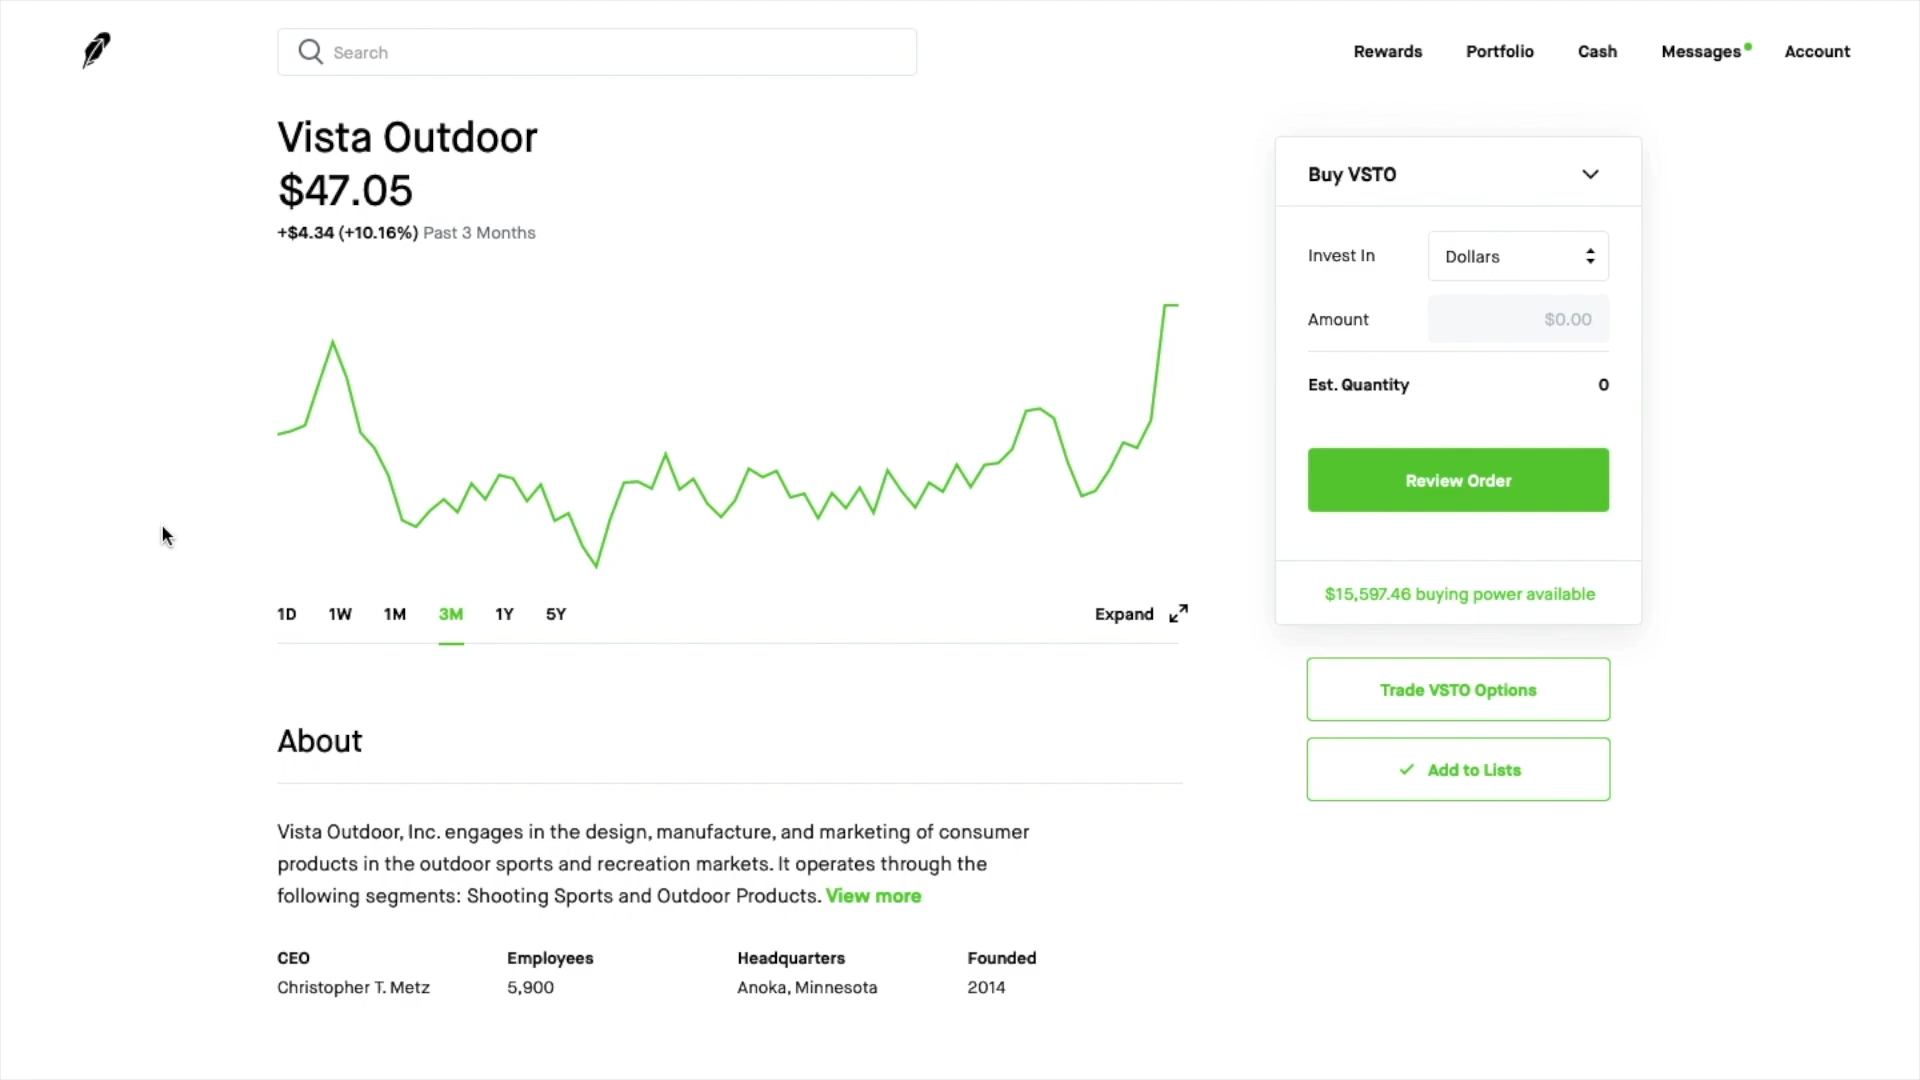 Search
Rewards
Portfolio
Cash
Messages
Account
Vista Outdoor
$47.05
+$4.34 (+10.16%) Past 3 Months
1D
1W
1M
3M
1Y
5Y
Expand
About
Vista Outdoor, Inc. engages in the design, manufacture, and marketing of consumer
products in the outdoor sports and recreation markets. It operates through the
following segments: Shooting Sports and Outdoor Products. View more
CEO
Christopher T. Metz
Employees
5,900
Headquarters
Anoka, Minnesota
Founded
2014
Buy VSTO
Invest In
Dollars
Amount
$0.00
Est. Quantity
0
Review Order
$15,597.46 buying power available
Trade VSTO Options
Add to Lists